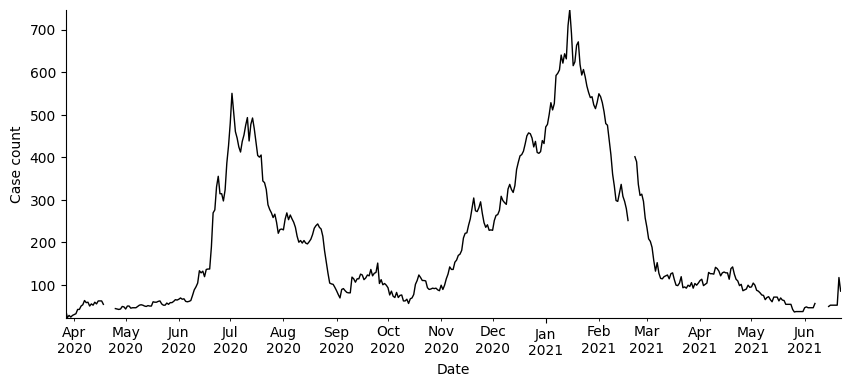 Case count
700
600
500
400
300
200
100
Apr May Jun Jul Aug Sep Oct Nov Dec Jan Feb Mar Apr May Jun
2020 2020 2020 2020 2020 2020 2020 2020 2020 2021 2021 2021 2021 2021 2021
Date